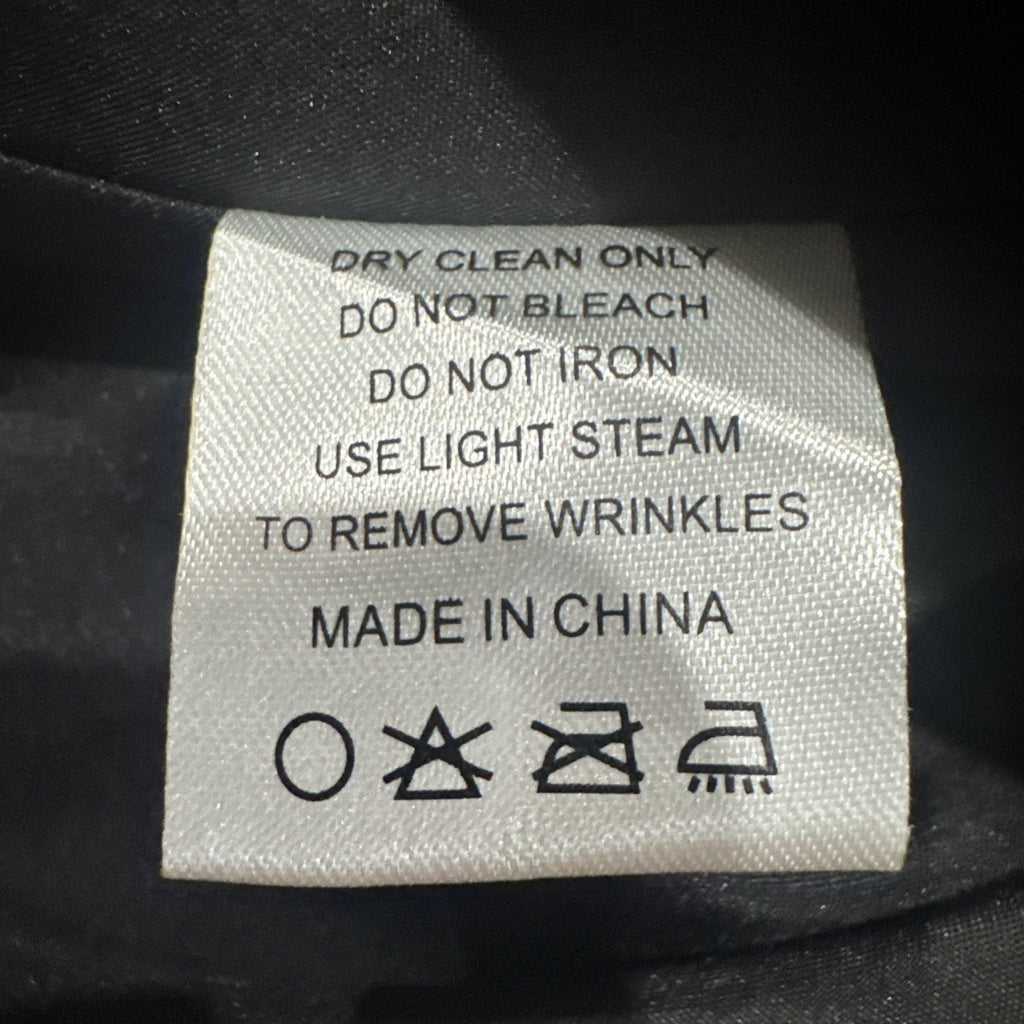 DRY CLEAN ONLY
DO NOT BLEACH
DO NOT IRON
USE LIGHT STEAM
TO REMOVE WRINKLES
MADE IN CHINA